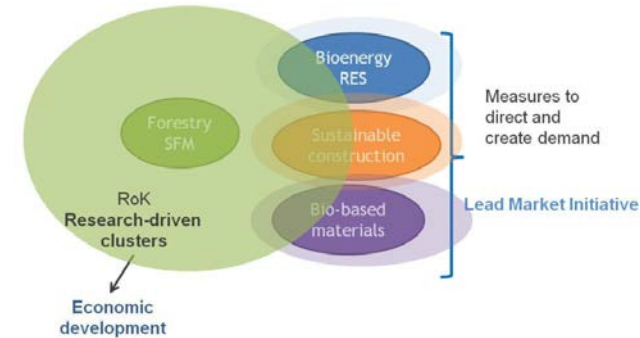 Bioenergy
RES
Forestry
SFM
Sustainable
construction
Bio-based
materials
RoK
Research-driven
clusters
Economic
development
Measures to
direct and
create demand
Lead Market Initiative